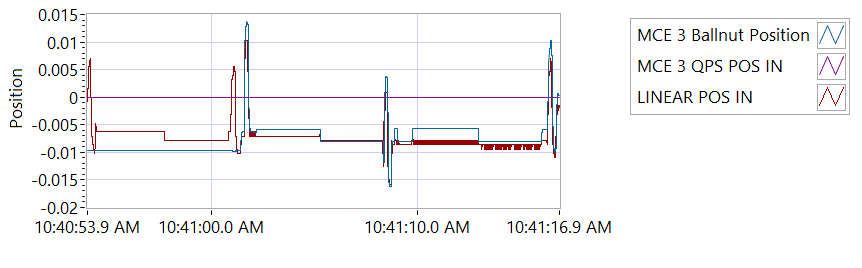 0.015
0.01
0.005
0
-0.005
-0.01
-0.015
-0.02
Position
10:40:53.9 AM
10:41:00.0 AM
10:41:10.0 AM
10:41:16.9 AM
MCE 3 Ballnut Position
MCE 3 QPS POS IN
LINEAR POS IN